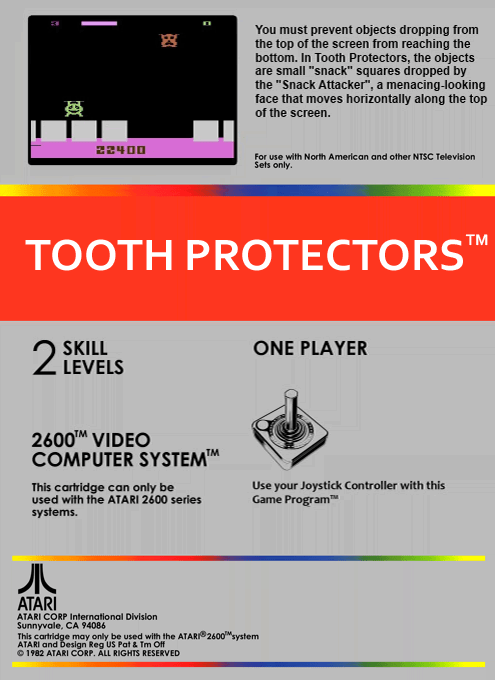 22400
You must prevent objects dropping from
the top of the screen from reaching the
bottom. In Tooth Protectors, the objects
are small "snack" squares dropped by
the "Snack Attacker", a menacing-looking
face that moves horizontally along the top
of the screen.
For use with North American and other NTSC Television
Sets only.
TOOTH PROTECTORS™
2 SKILL
LEVELS
ONE PLAYER
2600™ VIDEO
COMPUTER SYSTEM™
This cartridge can only be
used with the ATARI 2600 series
systems.
Use your Joystick Controller with this
Game Program™
ATARI
ATARI CORP International Division
Sunnyvale, CA 94086
This cartridge may only be used with the ATARI®2600™system
ATARI and Design Reg US Pat & Tm Off
© 1982 ATARI CORP. ALL RIGHTS RESERVED